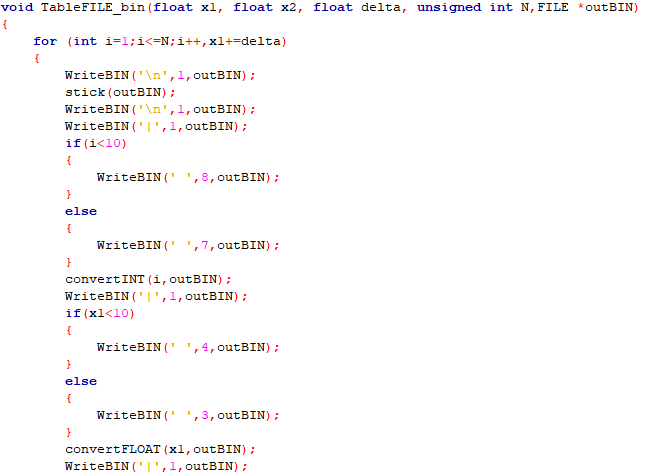 void TableFILE_bin(float x1, float x2, float delta, unsigned int N,FILE *outBIN)
{
    for (int i=1;i<=N;i++,x1+=delta)
    {
        WriteBIN('\n',1,outBIN);
        stick(outBIN);
        WriteBIN('\n',1,outBIN);
        WriteBIN('|',1,outBIN);
        if(i<10)
        {
            WriteBIN(' ',8,outBIN);
        }
        else
        {
            WriteBIN(' ',7,outBIN);
        }
        convertINT(i,outBIN);
        WriteBIN('|',1,outBIN);
        if(x1<10)
        {
            WriteBIN(' ',4,outBIN);
        }
        else
        {
            WriteBIN(' ',3,outBIN);
        }
        convertFLOAT(x1,outBIN);
        WriteBIN('|',1,outBIN);